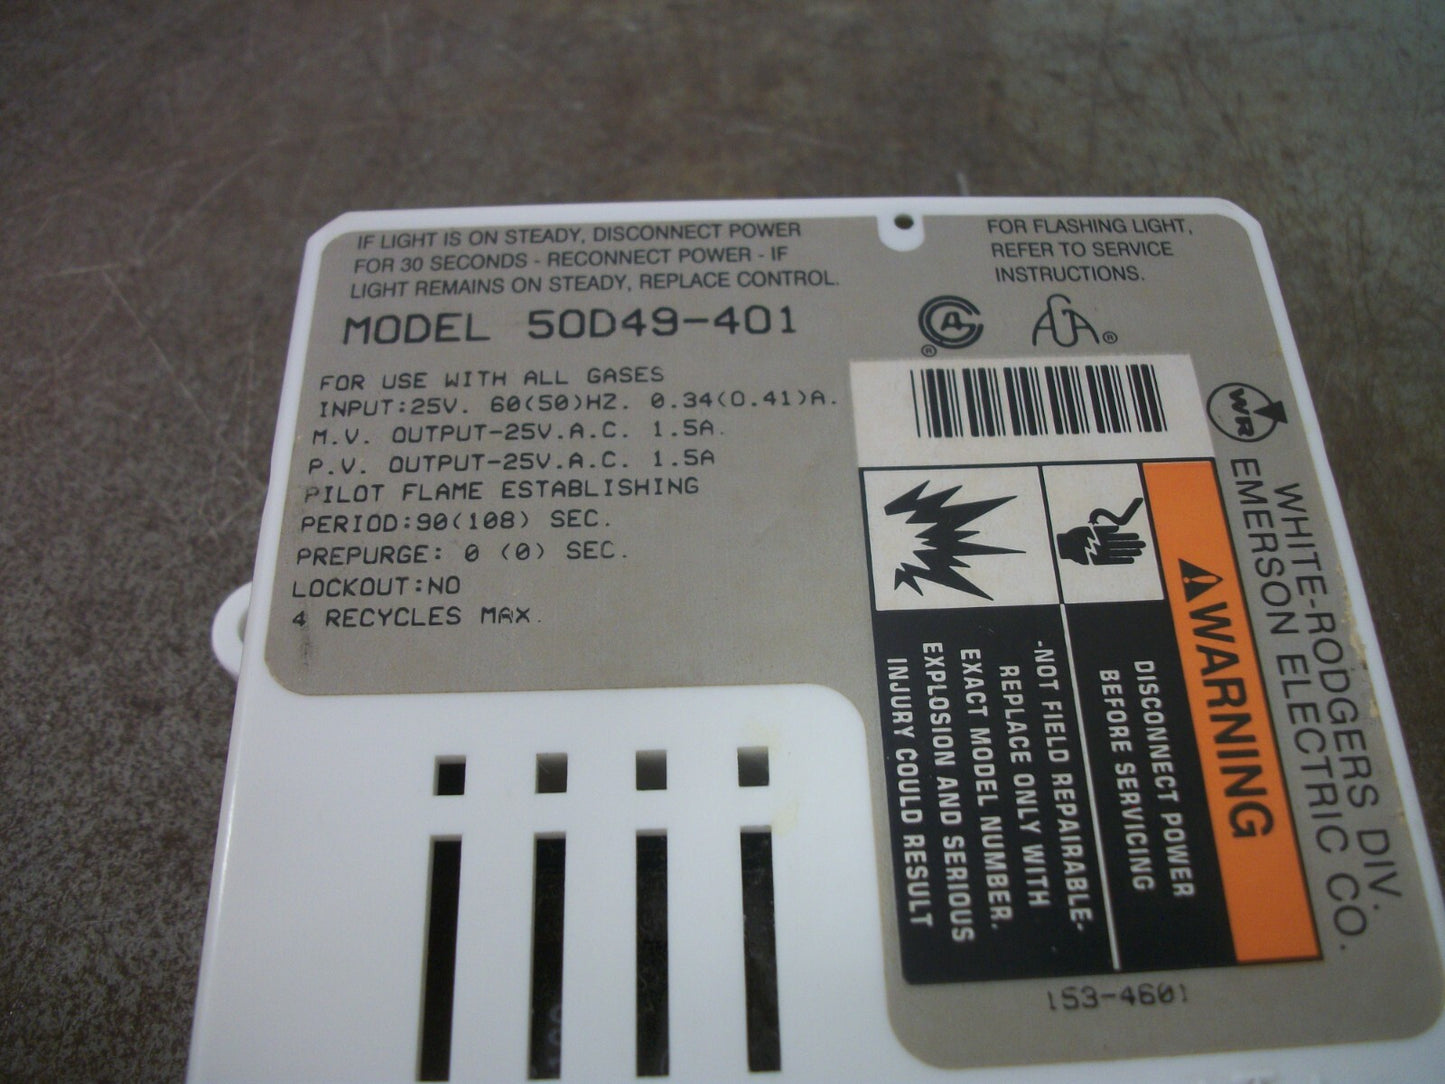 IF LIGHT IS ON STEADY, DISCONNECT POWER
FOR 30 SECONDS - RECONNECT POWER - IF
LIGHT REMAINS ON STEADY, REPLACE CONTROL.
FOR FLASHING LIGHT,
REFER TO SERVICE
INSTRUCTIONS.
MODEL 50D49-401
FOR USE WITH ALL GASES
INPUT:25V. 60(50)HZ. 0.34(0.41)A.
M.V. OUTPUT-25V.A.C. 1.5A.
P.V. OUTPUT-25V.A.C. 1.5A
PILOT FLAME ESTABLISHING
PERIOD:90(108) SEC.
PREPURGE: 0 (0) SEC.
LOCKOUT:NO
4 RECYCLES MAX.
WR
WHITE-RODGERS DIV.
EMERSON ELECTRIC CO.
WARNING
DISCONNECT POWER
BEFORE SERVICING
-NOT FIELD REPAIRABLE-
REPLACE ONLY WITH
EXACT MODEL NUMBER.
EXPLOSION AND SERIOUS
INJURY COULD RESULT
153-4601